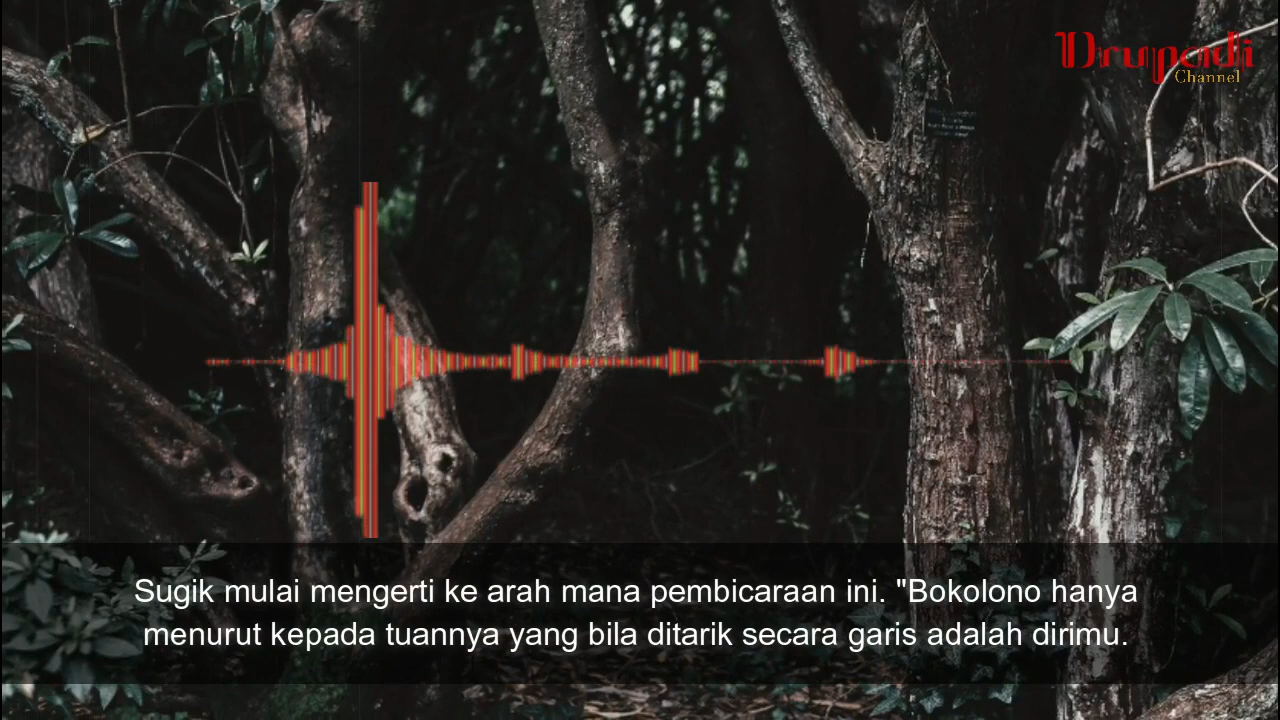 Drupadi
Channel
Sugik mulai mengerti ke arah mana pembicaraan ini. "Bokolono hanya
menurut kepada tuannya yang bila ditarik secara garis adalah dirimu.